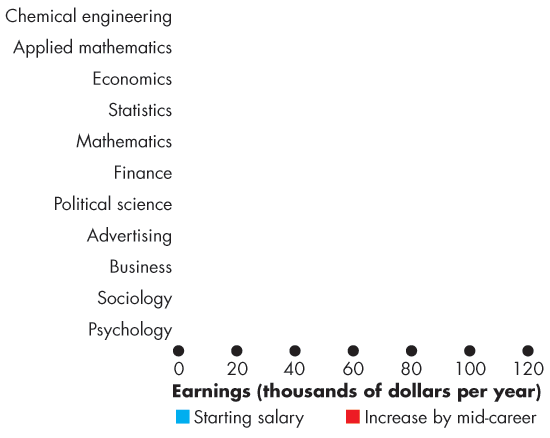 Chemical engineering
Applied mathematics
Economics
Statistics
Mathematics
Finance
Political science
Advertising
Business
Sociology
Psychology
0 20 40 60 80 100 120
Earnings (thousands of dollars per year)
Starting salary Increase by mid-career